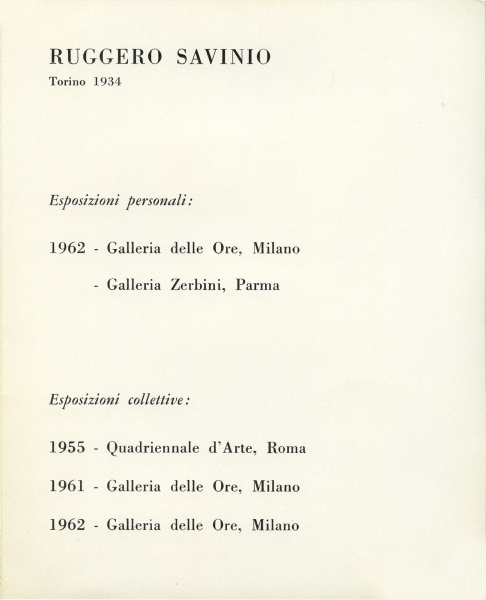 RUGGERO SAVINIO
Torino 1934
Esposizioni personali:
1962 - Galleria delle Ore, Milano
- Galleria Zerbini, Parma
Esposizioni collettive:
1955 - Quadriennale d'Arte, Roma
1961 - Galleria delle Ore, Milano
1962 - Galleria delle Ore, Milano